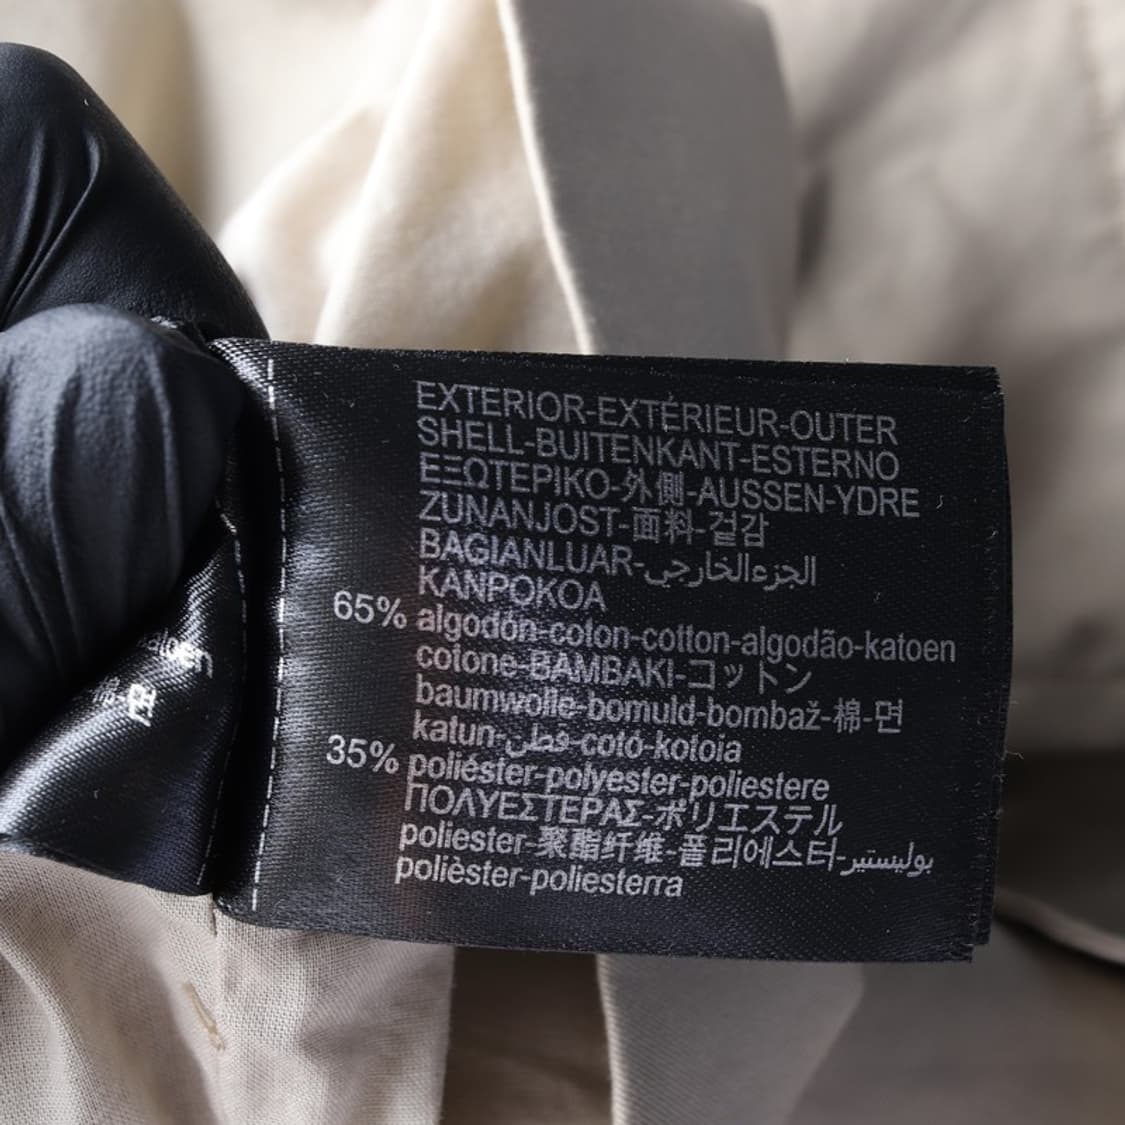 EXTERIOR-EXTÉRIEUR-OUTER
SHELL-BUITENKANT-ESTERNO
ΕΞΩΤΕΡΙΚΟ-外側-AUSSEN-YDRE
ZUNANJOST-面料-겉감
BAGIANLUAR-الجزءالخارجي
KANPOKOA
65% algodón-coton-cotton-algodão-katoen
cotone-BAMBAKI-コットン
baumwolle-bomuld-bombaž-棉-면
katun-قطن-cotó-kotoia
35% poliéster-polyester-poliestere
ΠΟΛΥΕΣΤΕΡΑΣ-ポリエステル
poliester-聚酯纤维-폴리에스터-بوليستير
polièster-poliesterra
면